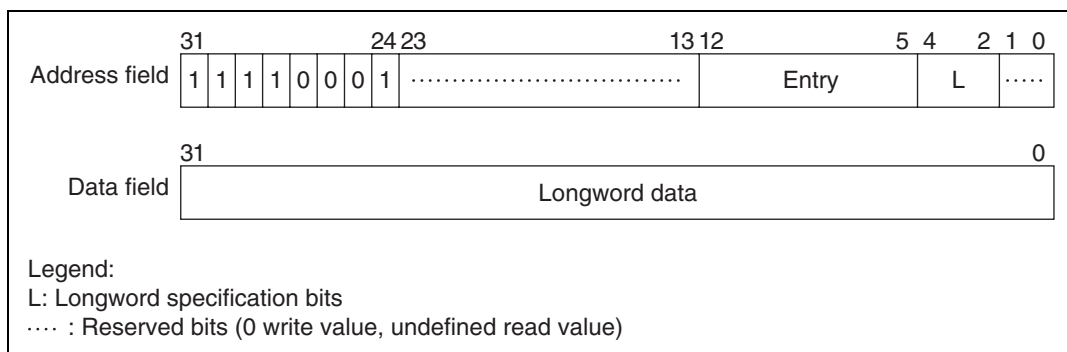 31 24 23 13 12 5 4 2 1 0
Address field 1 1 1 1 0 0 0 1 ................................ Entry L .....
31 0
Data field Longword data
Legend:
L: Longword specification bits
.... : Reserved bits (0 write value, undefined read value)